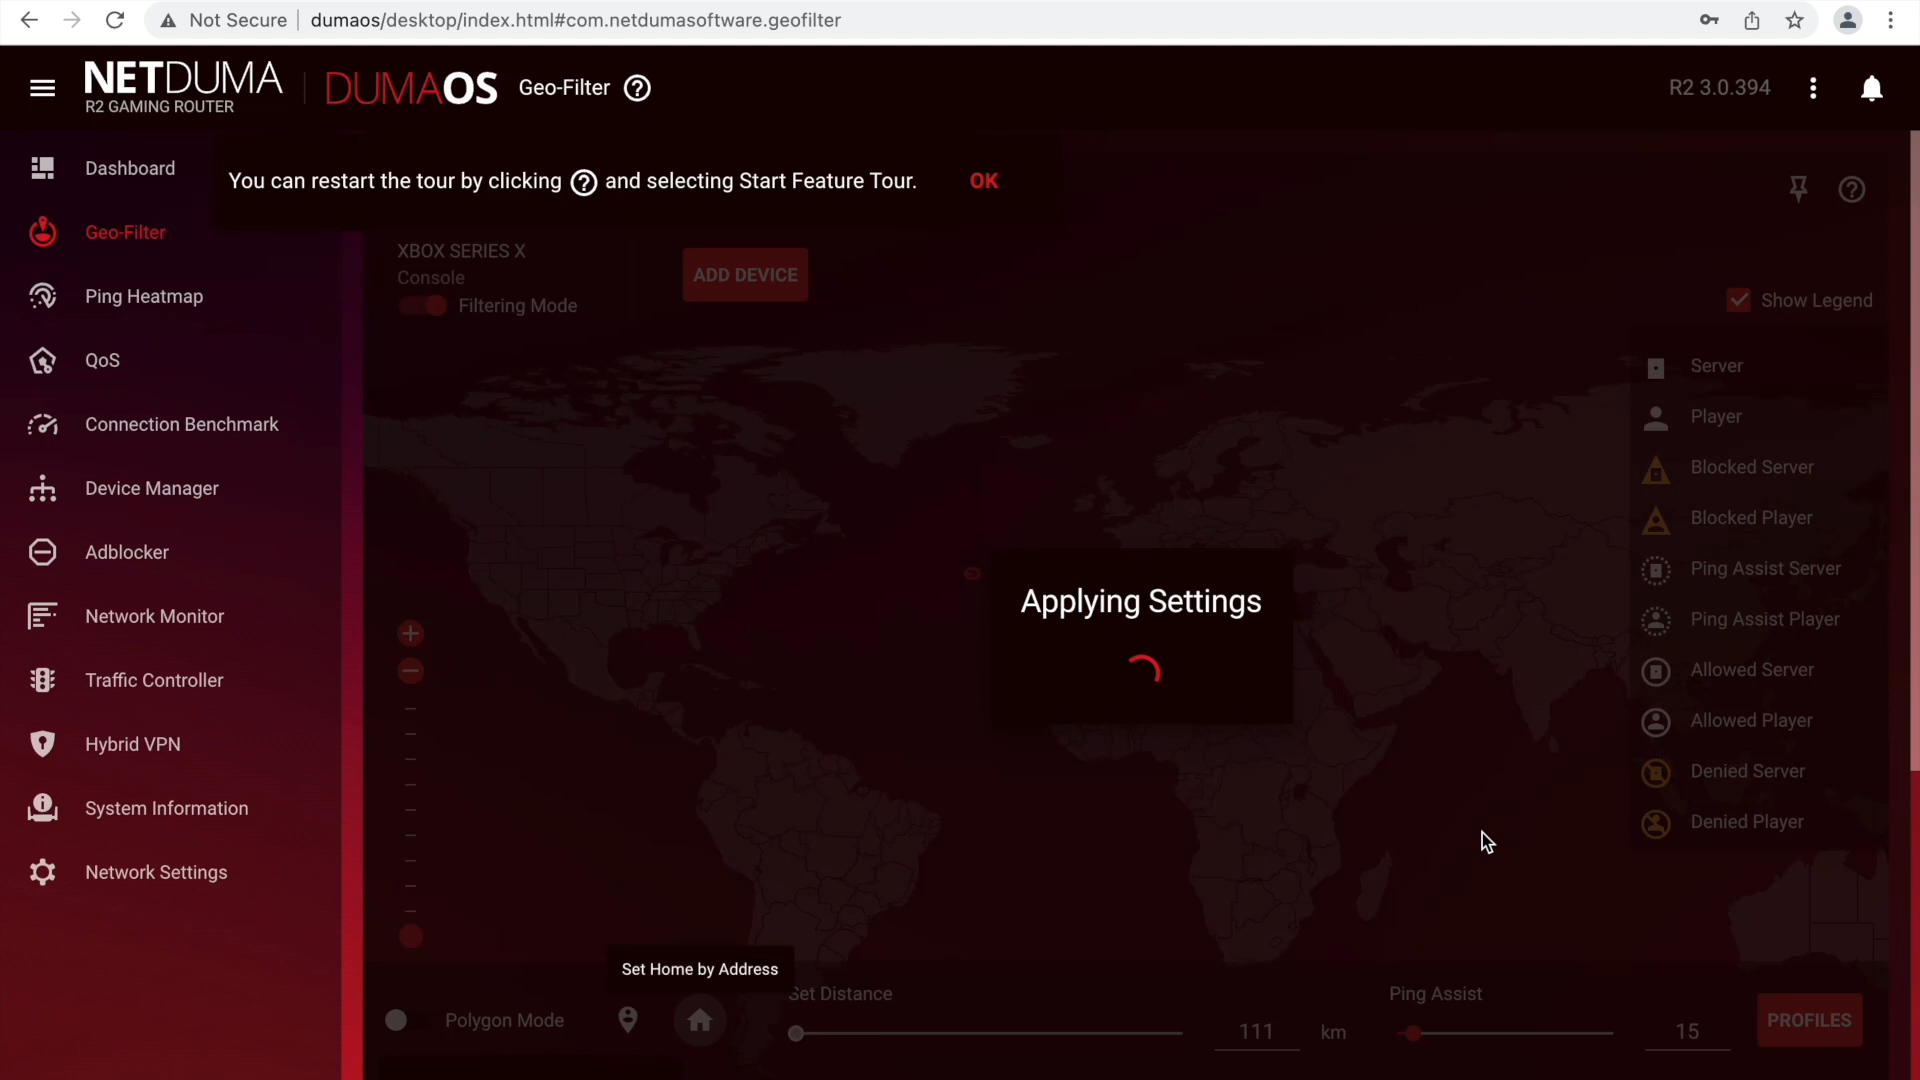 Not Secure
dumaos/desktop/index.html#com.netdumasoftware.geofilter
NETDUMA
R2 GAMING ROUTER
DUMAOS
Geo-Filter
R2 3.0.394
Dashboard
You can restart the tour by clicking ? and selecting Start Feature Tour.
OK
Geo-Filter
XBOX SERIES X
Console
Filtering Mode
ADD DEVICE
Show Legend
Ping Heatmap
QoS
Connection Benchmark
Device Manager
Adblocker
Network Monitor
Traffic Controller
Hybrid VPN
System Information
Network Settings
Server
Player
Blocked Server
Blocked Player
Ping Assist Server
Ping Assist Player
Allowed Server
Allowed Player
Denied Server
Denied Player
Applying Settings
Set Home by Address
Set Distance
Ping Assist
Polygon Mode
111 km
15
PROFILES